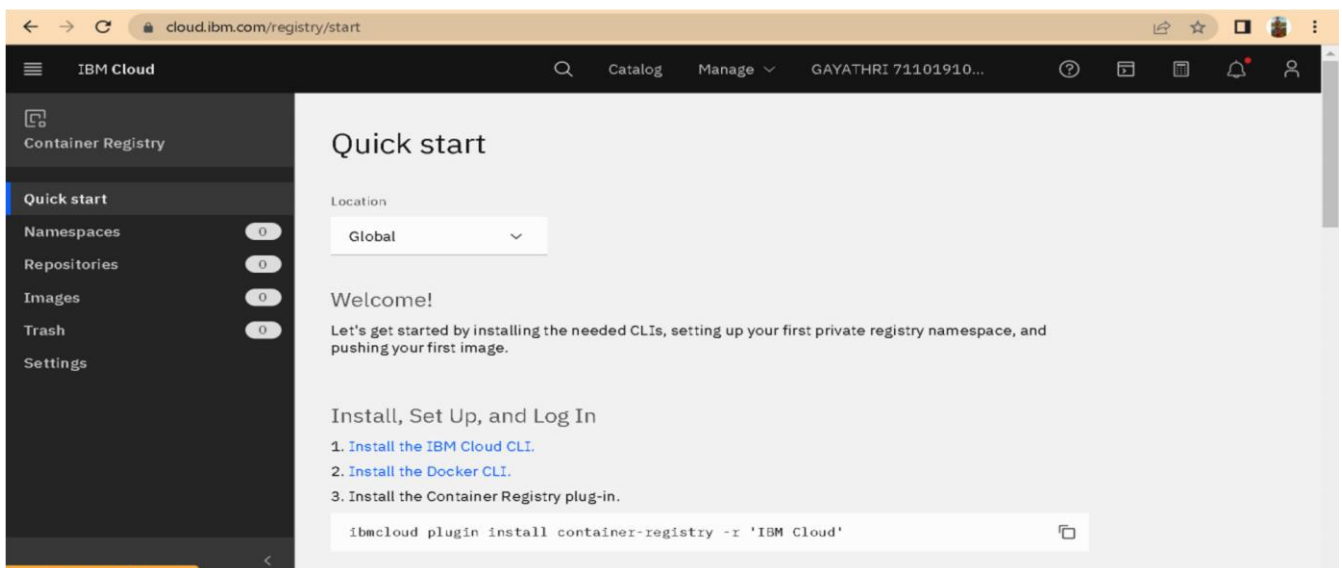 cloud.ibm.com/registry/start
IBM Cloud
Catalog
Manage
GAYATHRI 71101910...
Container Registry
Quick start
Namespaces 0
Repositories 0
Images 0
Trash 0
Settings
Quick start
Location
Global
Welcome!
Let's get started by installing the needed CLIs, setting up your first private registry namespace, and
pushing your first image.
Install, Set Up, and Log In
1. Install the IBM Cloud CLI.
2. Install the Docker CLI.
3. Install the Container Registry plug-in.
ibmcloud plugin install container-registry -r 'IBM Cloud'